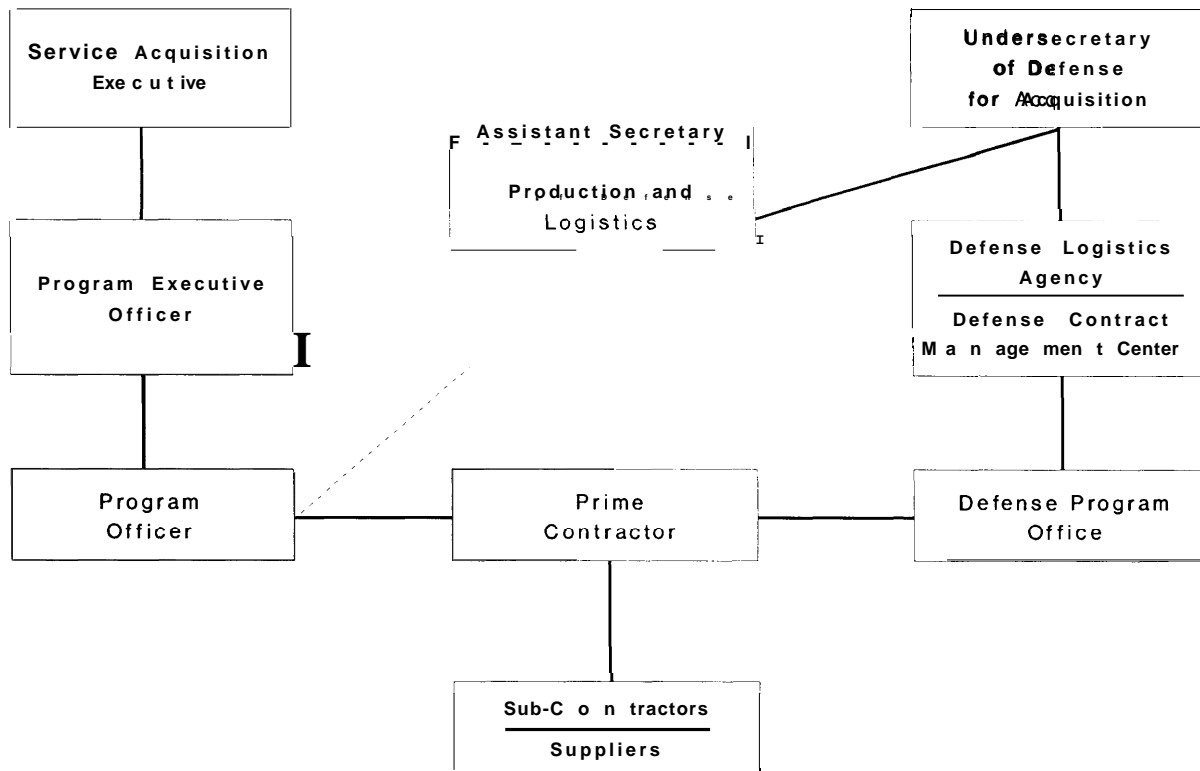 Service Acquisition
Executive
Undersecretary
of Defense
for Acquisition
Assistant Secretary
Production and
Logistics
Program Executive
Officer
Defense Logistics
Agency
Defense Contract
Management Center
Program
Officer
Prime
Contractor
Defense Program
Office
Sub-Contractors
Suppliers